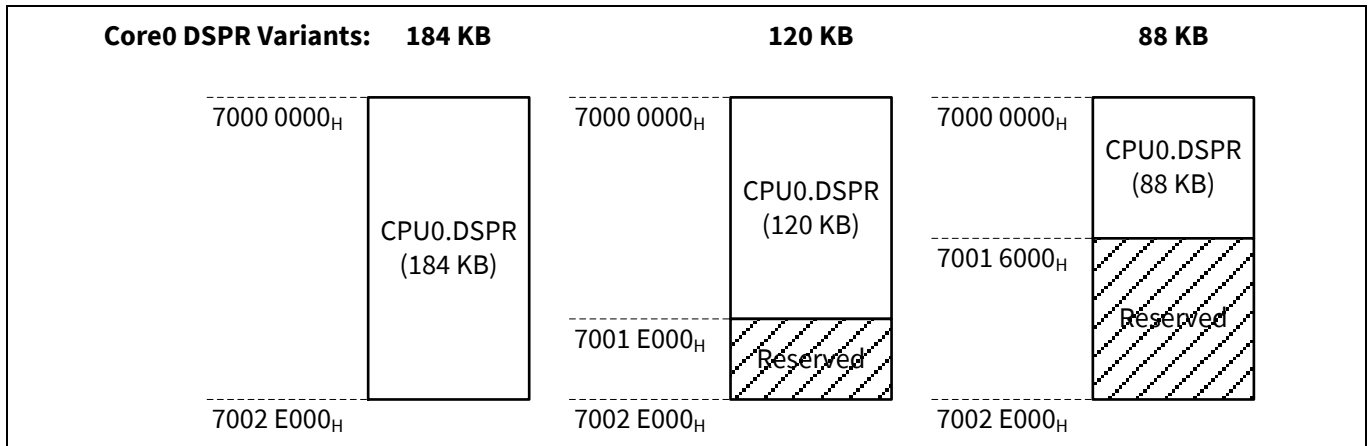 Core0 DSPR Variants: 184 KB 120 KB 88 KB
7000 0000H 7000 0000H 7000 0000H
CPU0.DSPR
(88 KB)
CPU0.DSPR
(120 KB)
CPU0.DSPR
(184 KB)
7001 6000H
Reserved
7001 E000H
Reserved
7002 E000H 7002 E000H 7002 E000H